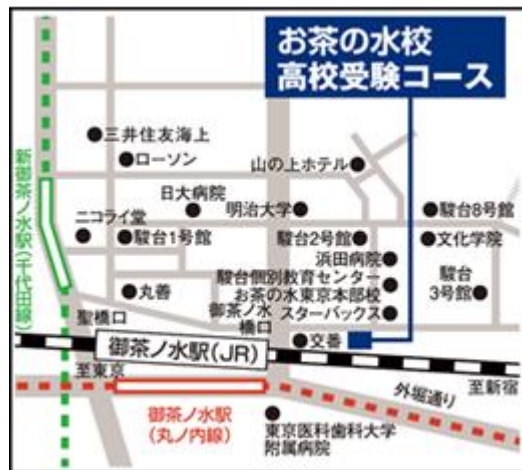 お茶の水校
高校受験コース
三井住友海上
ローソン
山の上ホテル
日大病院
明治大学
駿台8号館
ニコライ堂
駿台1号館
駿台2号館
文化学院
浜田病院
駿台個別教育センター
お茶の水東京本部校
駿台
3号館
丸善
御茶ノ水
橋口
スターバックス
聖橋口
交番
新御茶ノ水駅(千代田線)
御茶ノ水駅(JR)
至東京
至新宿
外堀通り
御茶ノ水駅
(丸ノ内線)
東京医科歯科大学
附属病院